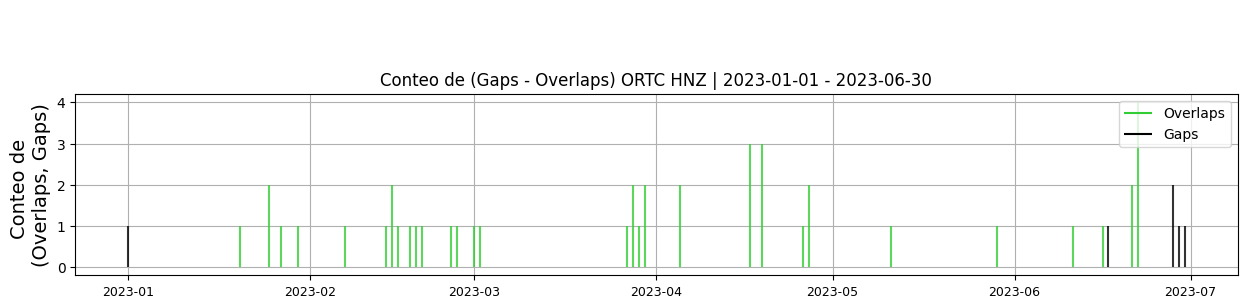 Conteo de (Gaps - Overlaps) ORTC HNZ | 2023-01-01 - 2023-06-30
Conteo de
(Overlaps, Gaps)
4
3
2
1
0
Overlaps
Gaps
2023-01
2023-02
2023-03
2023-04
2023-05
2023-06
2023-07